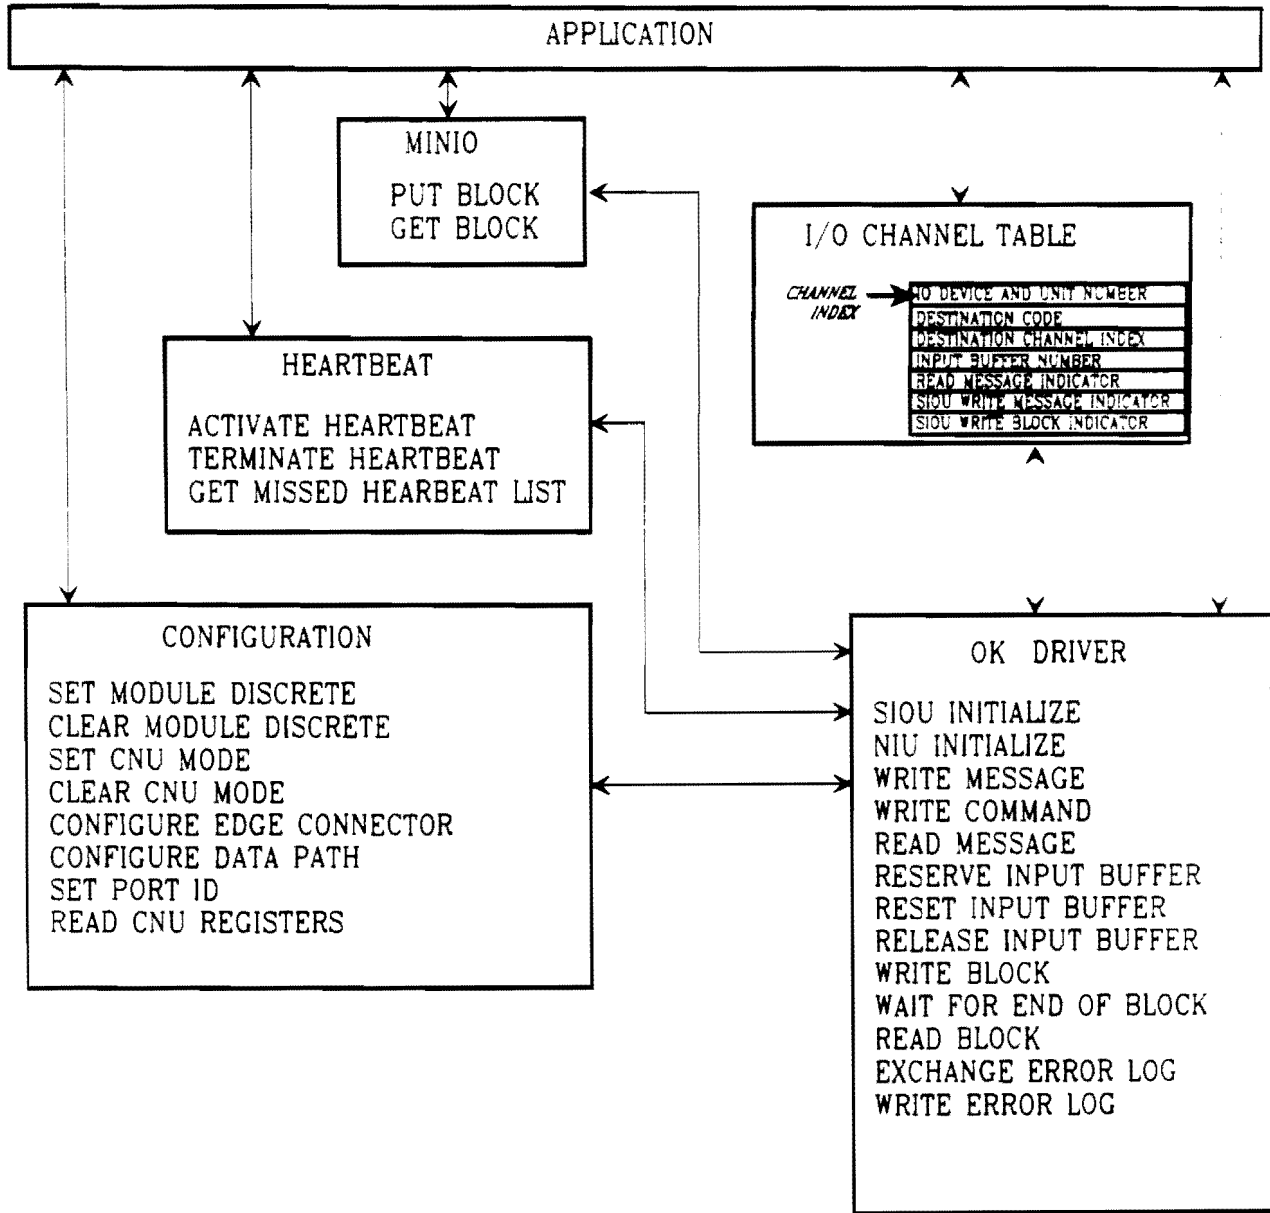 APPLICATION
MINIO
PUT BLOCK
GET BLOCK
I/O CHANNEL TABLE
CHANNEL
INDEX
IO DEVICE AND UNIT NUMBER
DESTINATION CODE
DESTINATION CHANNEL INDEX
INPUT BUFFER NUMBER
READ MESSAGE INDICATOR
SIOU WRITE MESSAGE INDICATOR
SIOU WRITE BLOCK INDICATOR
HEARTBEAT
ACTIVATE HEARTBEAT
TERMINATE HEARTBEAT
GET MISSED HEARBEAT LIST
CONFIGURATION
SET MODULE DISCRETE
CLEAR MODULE DISCRETE
SET CNU MODE
CLEAR CNU MODE
CONFIGURE EDGE CONNECTOR
CONFIGURE DATA PATH
SET PORT ID
READ CNU REGISTERS
OK DRIVER
SIOU INITIALIZE
NIU INITIALIZE
WRITE MESSAGE
WRITE COMMAND
READ MESSAGE
RESERVE INPUT BUFFER
RESET INPUT BUFFER
RELEASE INPUT BUFFER
WRITE BLOCK
WAIT FOR END OF BLOCK
READ BLOCK
EXCHANGE ERROR LOG
WRITE ERROR LOG